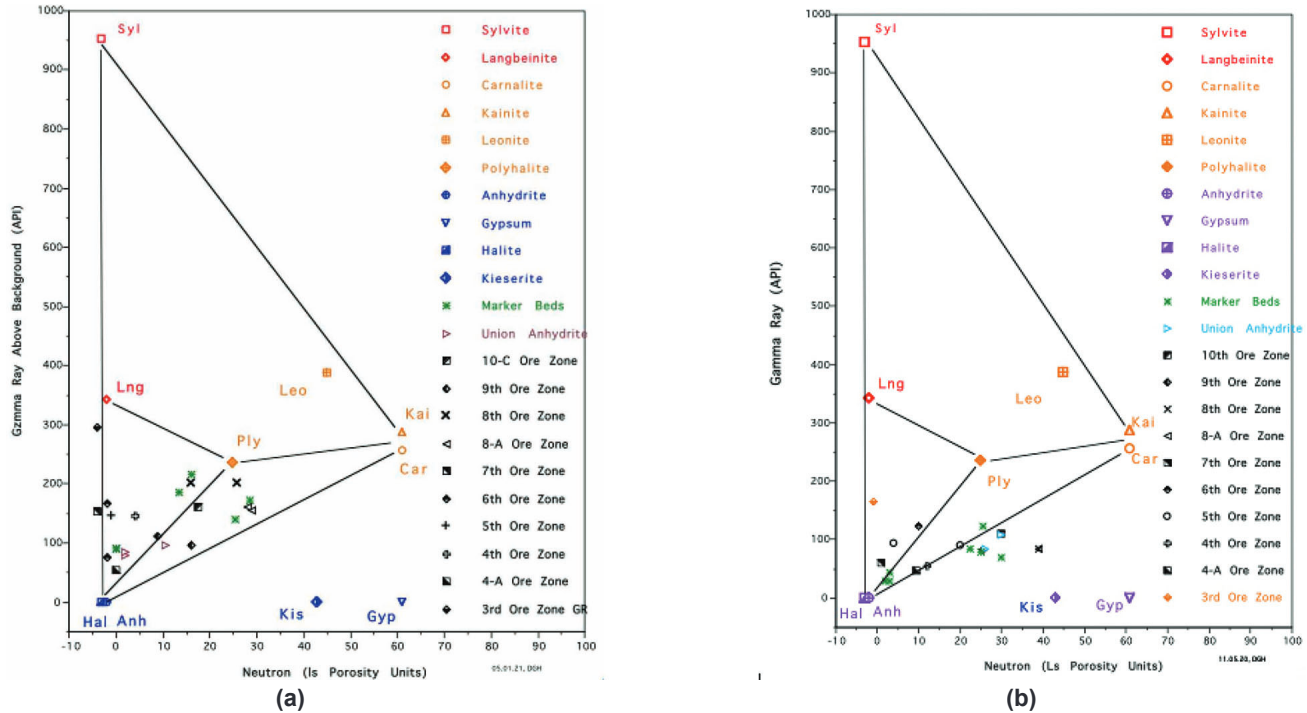 1000
900
800
700
600
500
400
300
200
100
0
Gzmma Ray Above Background (API)
Syl
Lng
Leo
Ply
Kai
Car
Hal Anh
Kis
Gyp
Sylvite
Langbeinite
Carnalite
Kainite
Leonite
Polyhalite
Anhydrite
Gypsum
Halite
Kieserite
Marker Beds
Union Anhydrite
10-C Ore Zone
9th Ore Zone
8th Ore Zone
8-A Ore Zone
7th Ore Zone
6th Ore Zone
5th Ore Zone
4th Ore Zone
4-A Ore Zone
3rd Ore Zone GR
-10 0 10 20 30 40 50 60 70 80 90 100
Neutron (ls Porosity Units)
05.01.21, DGH
(a)
1000
900
800
700
600
500
400
300
200
100
0
Gamma Ray (API)
Syl
Lng
Leo
Ply
Kai
Car
Hal Anh
Kis
Gyp
Sylvite
Langbeinite
Carnalite
Kainite
Leonite
Polyhalite
Anhydrite
Gypsum
Halite
Kieserite
Marker Beds
Union Anhydrite
10th Ore Zone
9th Ore Zone
8th Ore Zone
8-A Ore Zone
7th Ore Zone
6th Ore Zone
5th Ore Zone
4th Ore Zone
4-A Ore Zone
3rd Ore Zone
-10 0 10 20 30 40 50 60 70 80 90 100
Neutron (Ls Porosity Units)
11.05.20, DGH
(b)